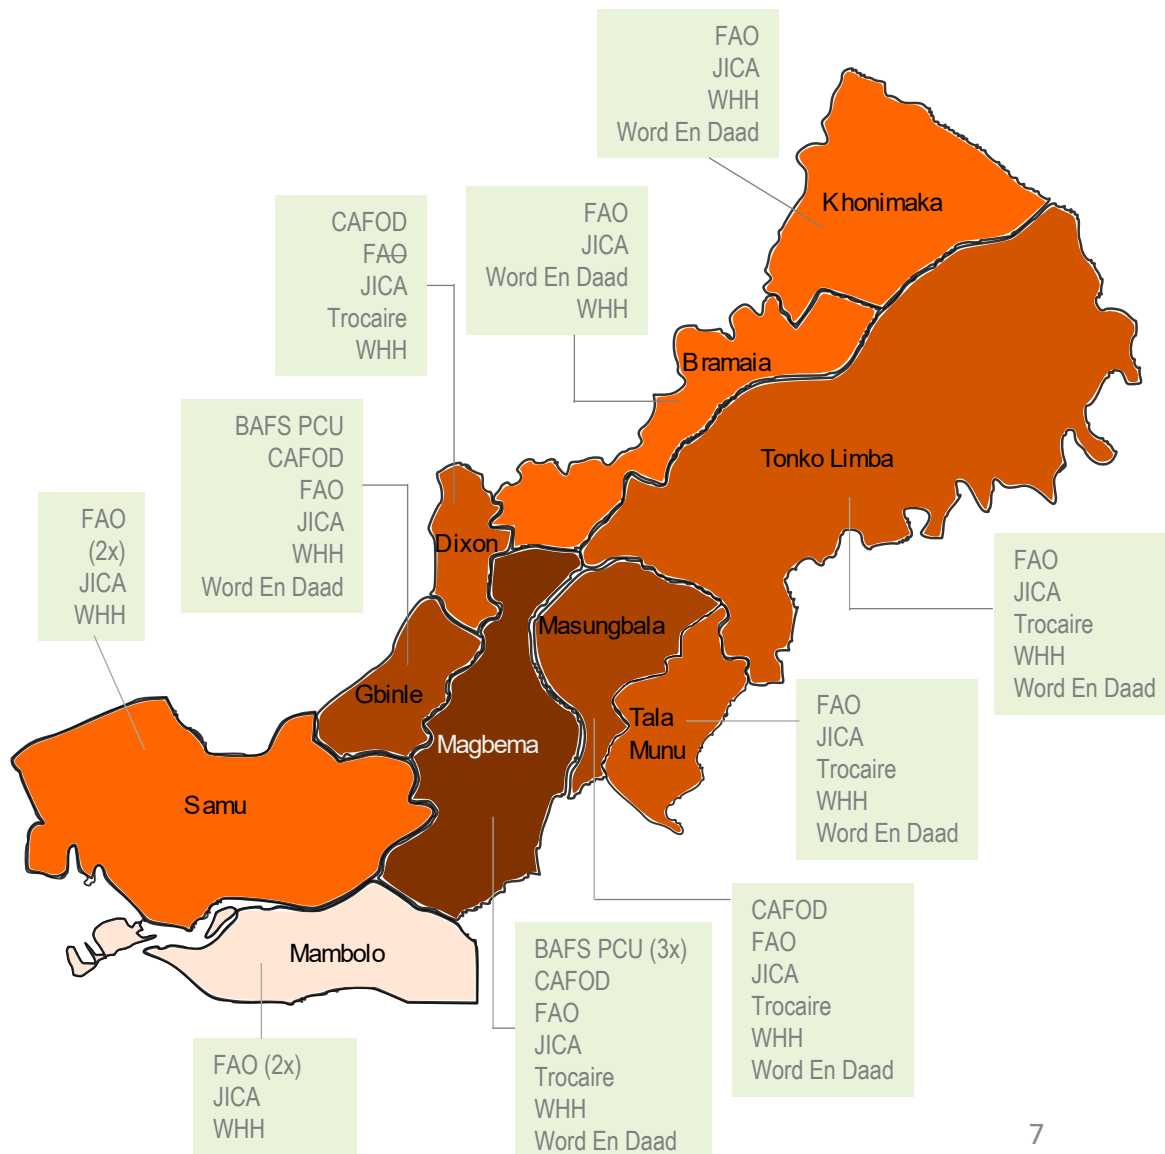 FAO
JICA
WHH
Word En Daad
Khonimaka
CAFOD
FAO
JICA
Trocaire
WHH
FAO
JICA
Word En Daad
WHH
Bramaia
Tonko Limba
BAFS PCU
CAFOD
FAO
JICA
WHH
Word En Daad
Dixon
FAO
(2x)
JICA
WHH
FAO
JICA
Trocaire
WHH
Word En Daad
Masungbala
Gbinle
Tala
Munu
Magbema
FAO
JICA
Trocaire
WHH
Word En Daad
Samu
CAFOD
FAO
JICA
Trocaire
WHH
Word En Daad
Mambolo
BAFS PCU (3x)
CAFOD
FAO
JICA
Trocaire
WHH
Word En Daad
FAO (2x)
JICA
WHH
7